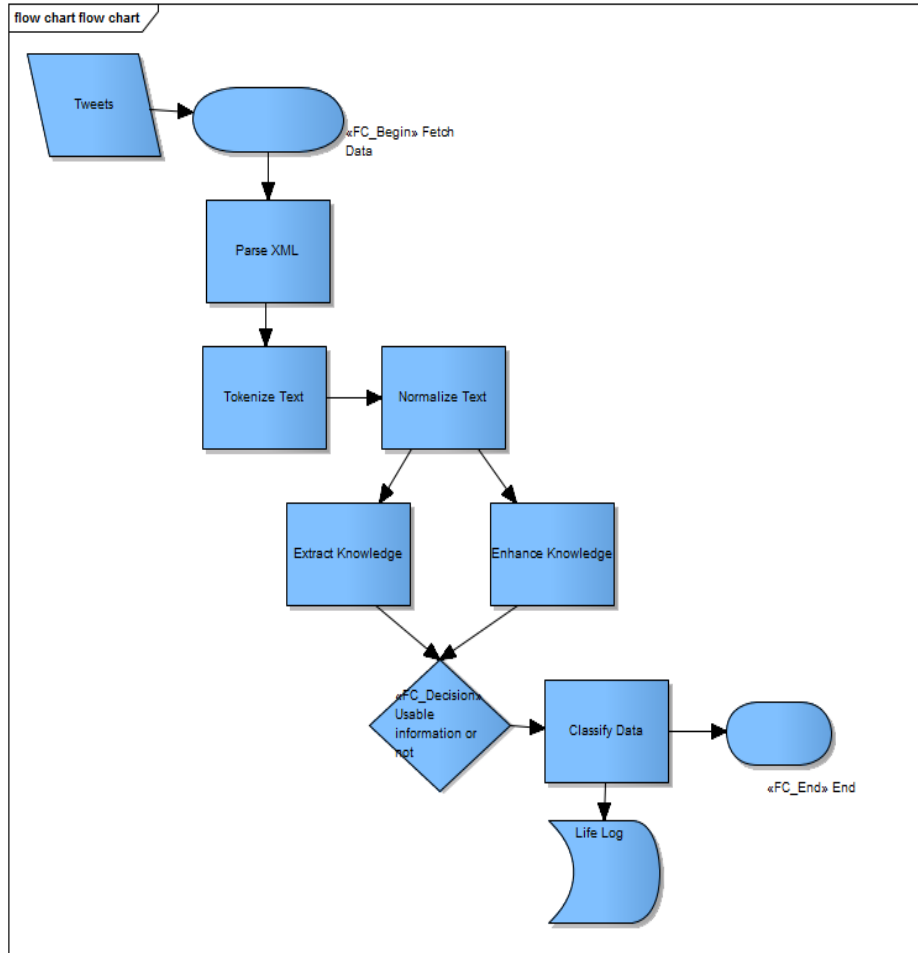 flow chart flow chart
Tweets
«FC_Begin» Fetch
Data
Parse XML
Tokenize Text
Normalize Text
Extract Knowledge
Enhance Knowledge
«FC_Decision»
Usable
information or
not
Classify Data
«FC_End» End
Life Log